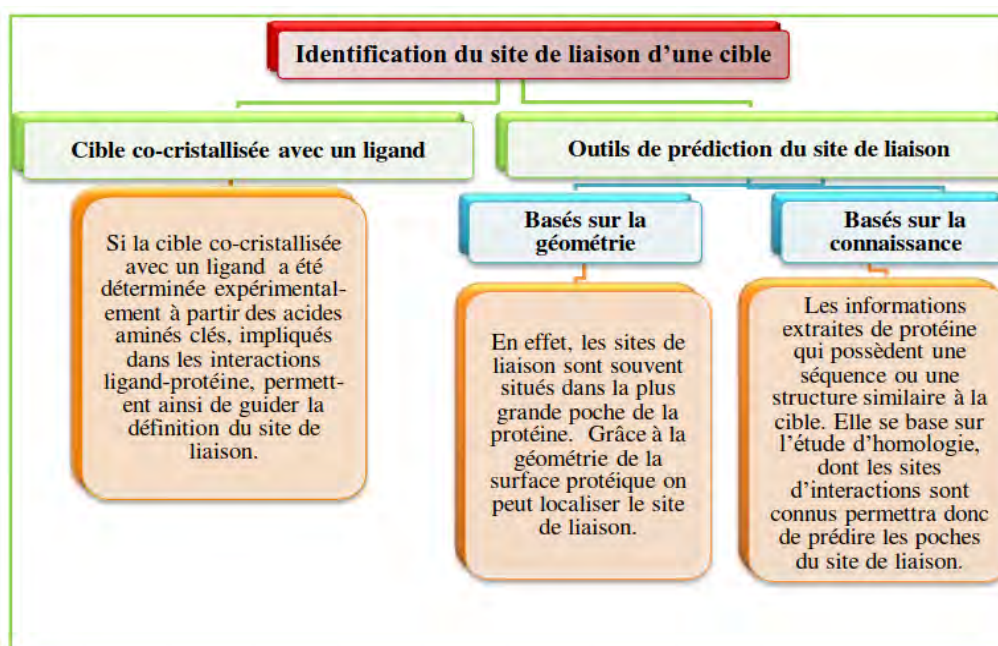 Identification du site de liaison d'une cible
Cible co-cristallisée avec un ligand
Outils de prédiction du site de liaison
Si la cible co-cristallisée
avec un ligand a été
déterminée expérimental-
ement à partir des acides
aminés clés, impliqués
dans les interactions
ligand-protéine, permett-
ent ainsi de guider la
définition du site de
liaison.
Basés sur la
géométrie
En effet, les sites de
liaison sont souvent
situés dans la plus
grande poche de la
protéine. Grâce à la
géométrie de la
surface protéique on
peut localiser le site
de liaison.
Basés sur la
connaissance
Les informations
extraites de protéine
qui possèdent une
séquence ou une
structure similaire à la
cible. Elle se base sur
l'étude d'homologie,
dont les sites
d'interactions sont
connus permettra donc
de prédire les poches
du site de liaison.